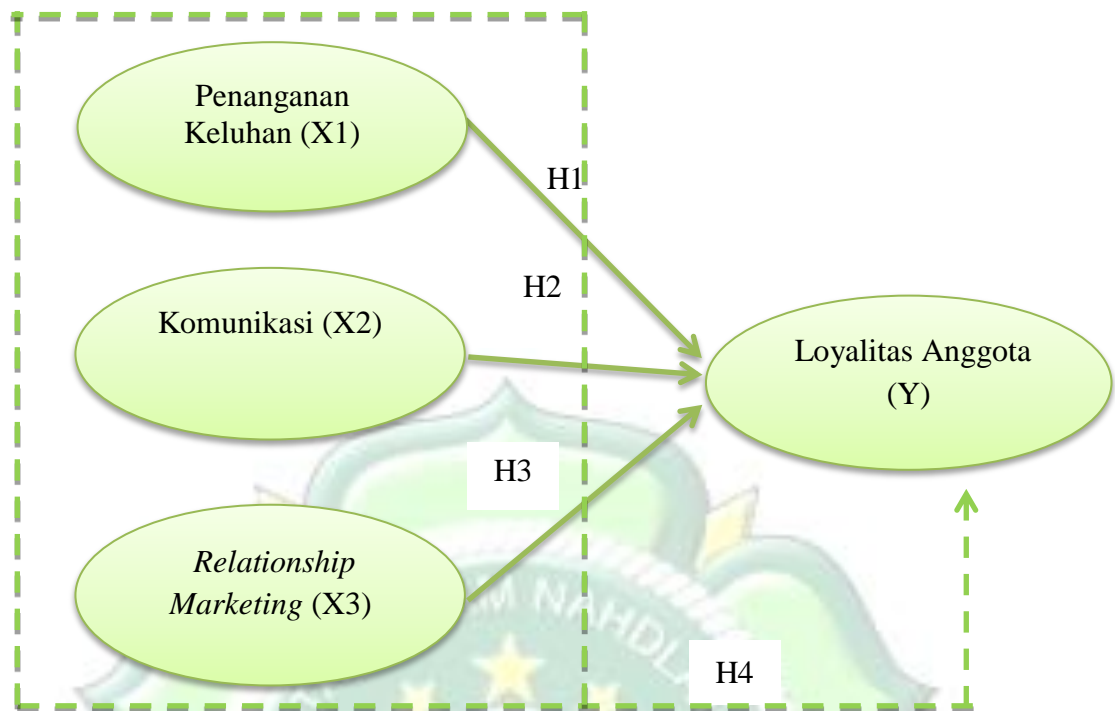 Penanganan
Keluhan (X1)
H1
H2
Komunikasi (X2)
Loyalitas Anggota
(Y)
H3
Relationship
Marketing (X3)
H4